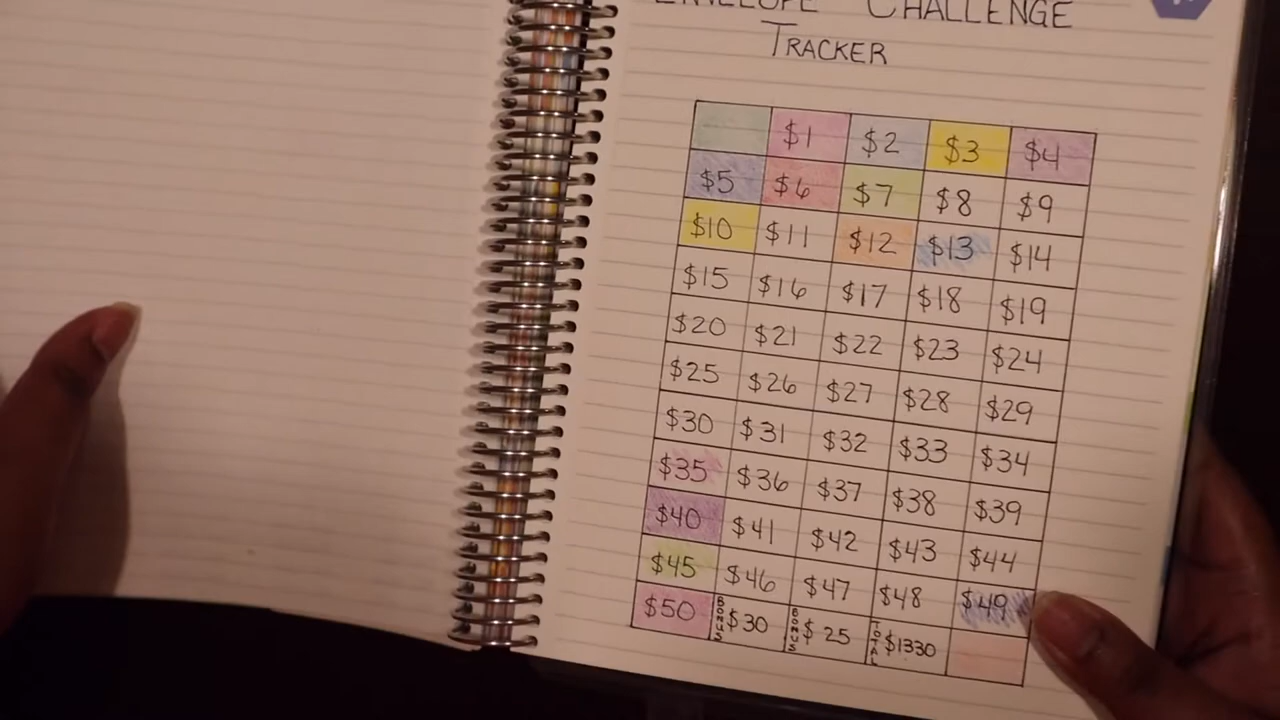 ENVELOPE CHALLENGE
TRACKER
$1 $2 $3 $4
$5 $6 $7 $8 $9
$10 $11 $12 $13 $14
$15 $16 $17 $18 $19
$20 $21 $22 $23 $24
$25 $26 $27 $28 $29
$30 $31 $32 $33 $34
$35 $36 $37 $38 $39
$40 $41 $42 $43 $44
$45 $46 $47 $48 $49
$50 BONUS $30 BONUS $25 TOTAL $1330